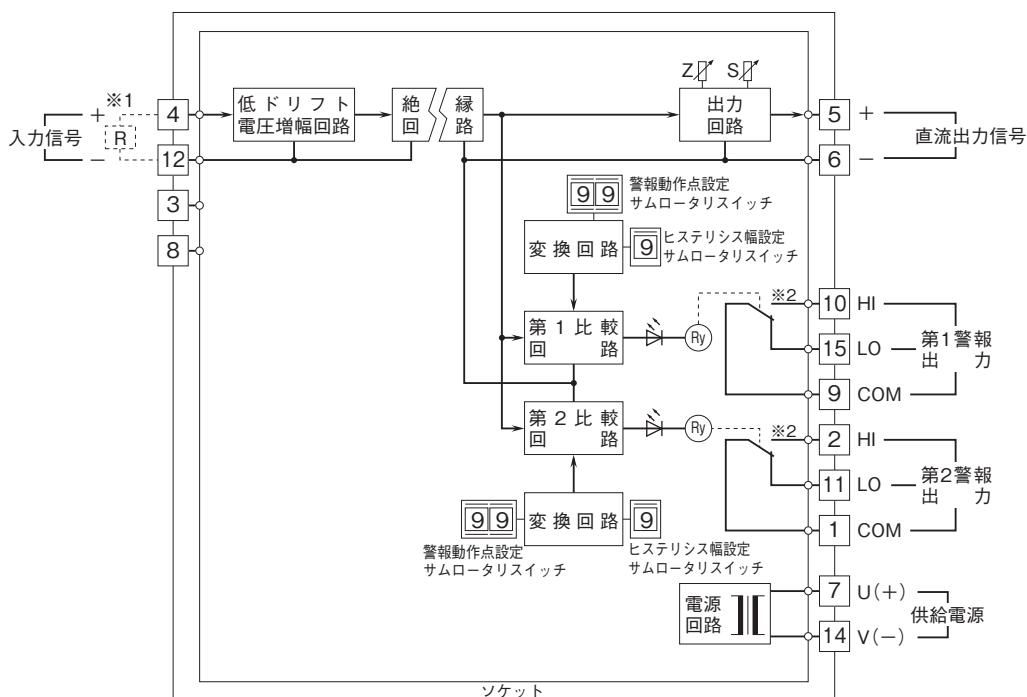 Z
S
※1
4
低ドリフト
電圧増幅回路
絶
回
縁
路
出力
回路
5
+
+
R
入力信号
直流出力信号
−
12
6
−
3
9 9
警報動作点設定
サムロータリスイッチ
8
変換回路
9
ヒステリシス幅設定
サムロータリスイッチ
※2
10
HI
第1比較
回 路
Ry
15
LO
第1警報
出 力
9
COM
※2
2
HI
第2比較
回 路
Ry
11
LO
第2警報
出 力
9 9
変換回路
9
1
COM
警報動作点設定
サムロータリスイッチ
ヒステリシス幅設定
サムロータリスイッチ
電源
回路
7
U(+)
供給電源
14
V(−)
ソケット